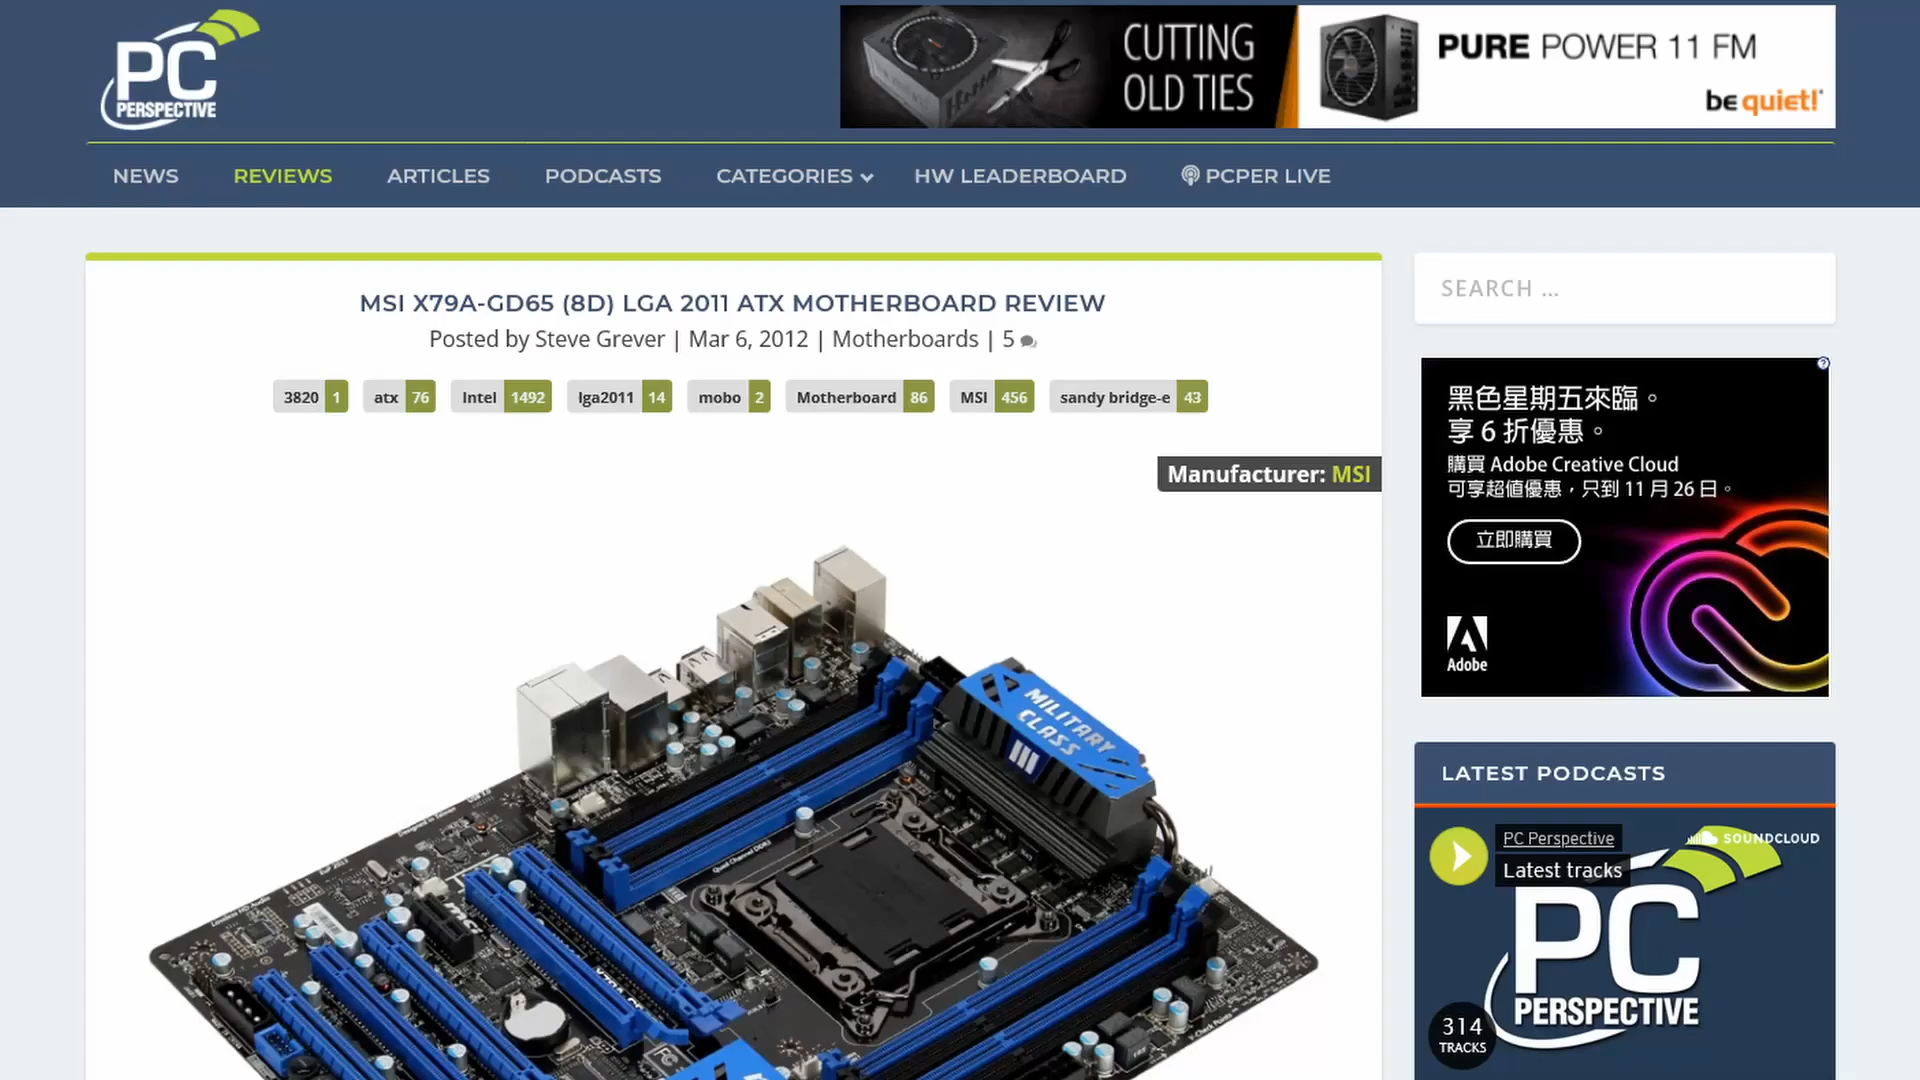 PC
PERSPECTIVE
CUTTING
OLD TIES
PURE POWER 11 FM
be quiet!
NEWS
REVIEWS
ARTICLES
PODCASTS
CATEGORIES
HW LEADERBOARD
PCPER LIVE
MSI X79A-GD65 (8D) LGA 2011 ATX MOTHERBOARD REVIEW
Posted by Steve Grever | Mar 6, 2012 | Motherboards | 5
3820 1
atx 76
Intel 1492
lga2011 14
mobo 2
Motherboard 86
MSI 456
sandy bridge-e 43
Manufacturer: MSI
MILITARY
CLASS
III
Quad Channel DDR3
SEARCH ...
黑色星期五來臨。
享 6 折優惠。
購買 Adobe Creative Cloud
可享超值優惠，只到 11 月 26 日。
立即購買
Adobe
LATEST PODCASTS
PC Perspective
SOUNDCLOUD
Latest tracks
PC
PERSPECTIVE
314
TRACKS